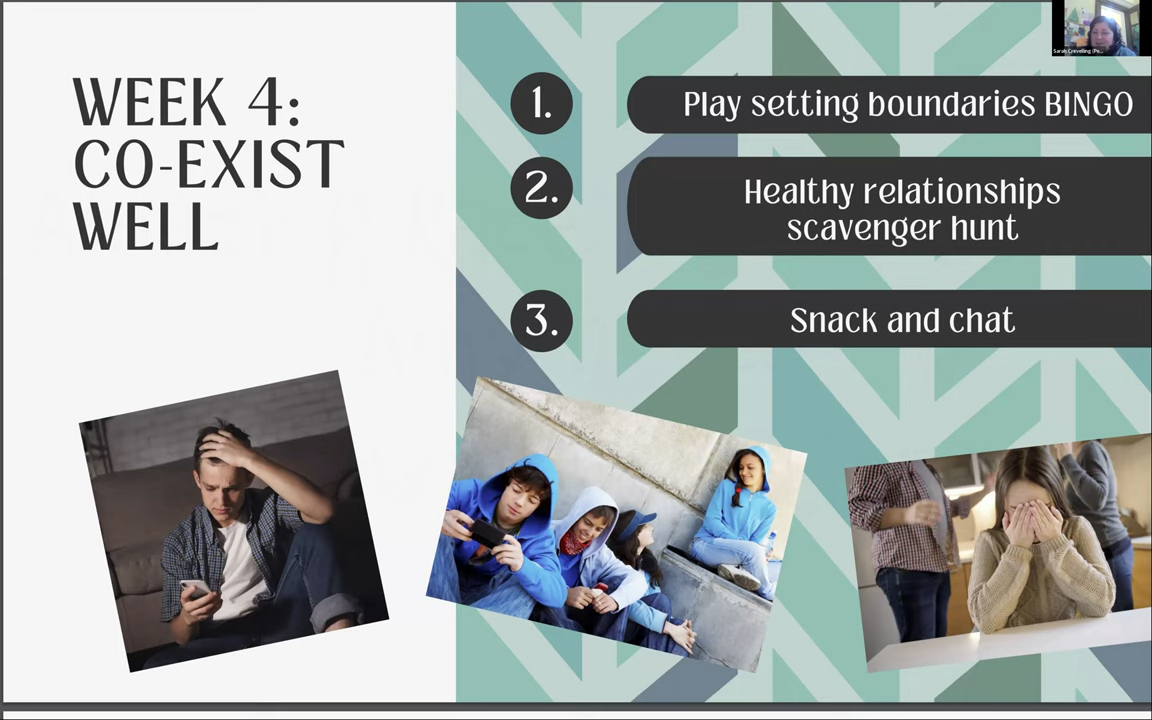 WEEK 4:
CO-EXIST
WELL
1.
Play setting boundaries BINGO
2.
Healthy relationships
scavenger hunt
3.
Snack and chat
Sarah